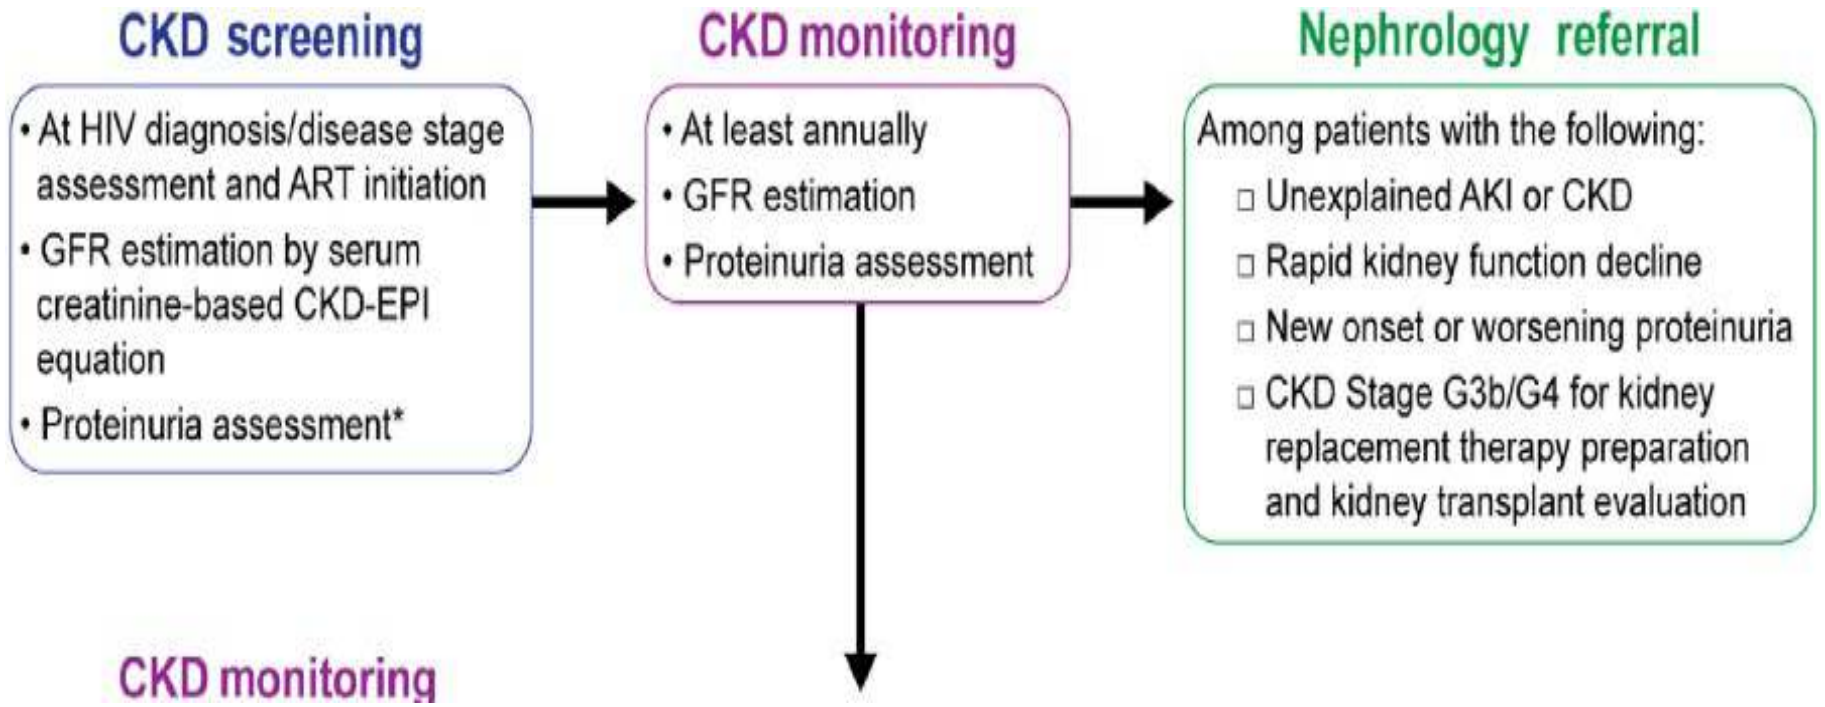 CKD screening
• At HIV diagnosis/disease stage
assessment and ART initiation
• GFR estimation by serum
creatinine-based CKD-EPI
equation
• Proteinuria assessment*
CKD monitoring
• At least annually
• GFR estimation
• Proteinuria assessment
Nephrology referral
Among patients with the following:
□ Unexplained AKI or CKD
□ Rapid kidney function decline
□ New onset or worsening proteinuria
□ CKD Stage G3b/G4 for kidney
replacement therapy preparation
and kidney transplant evaluation
CKD monitoring